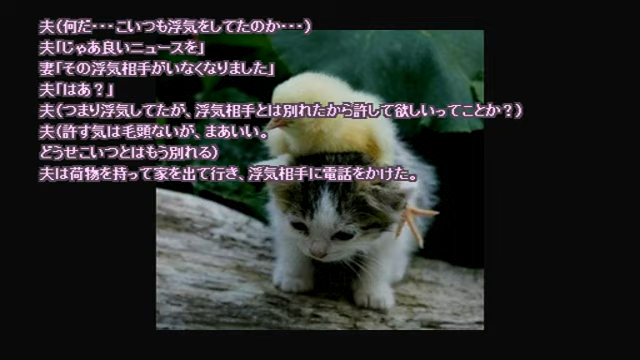 夫（何だ・・・こいつも浮気をしてたのか・・・）
夫「じゃあ良いニュースを」
妻「その浮気相手がいなくなりました」
夫「はあ？」
夫（つまり浮気してたが、浮気相手とは別れたから許して欲しいってことか？）
夫（許す気は毛頭ないが、まあいい。
どうせこいつとはもう別れる）
夫は荷物を持って家を出て行き、浮気相手に電話をかけた。